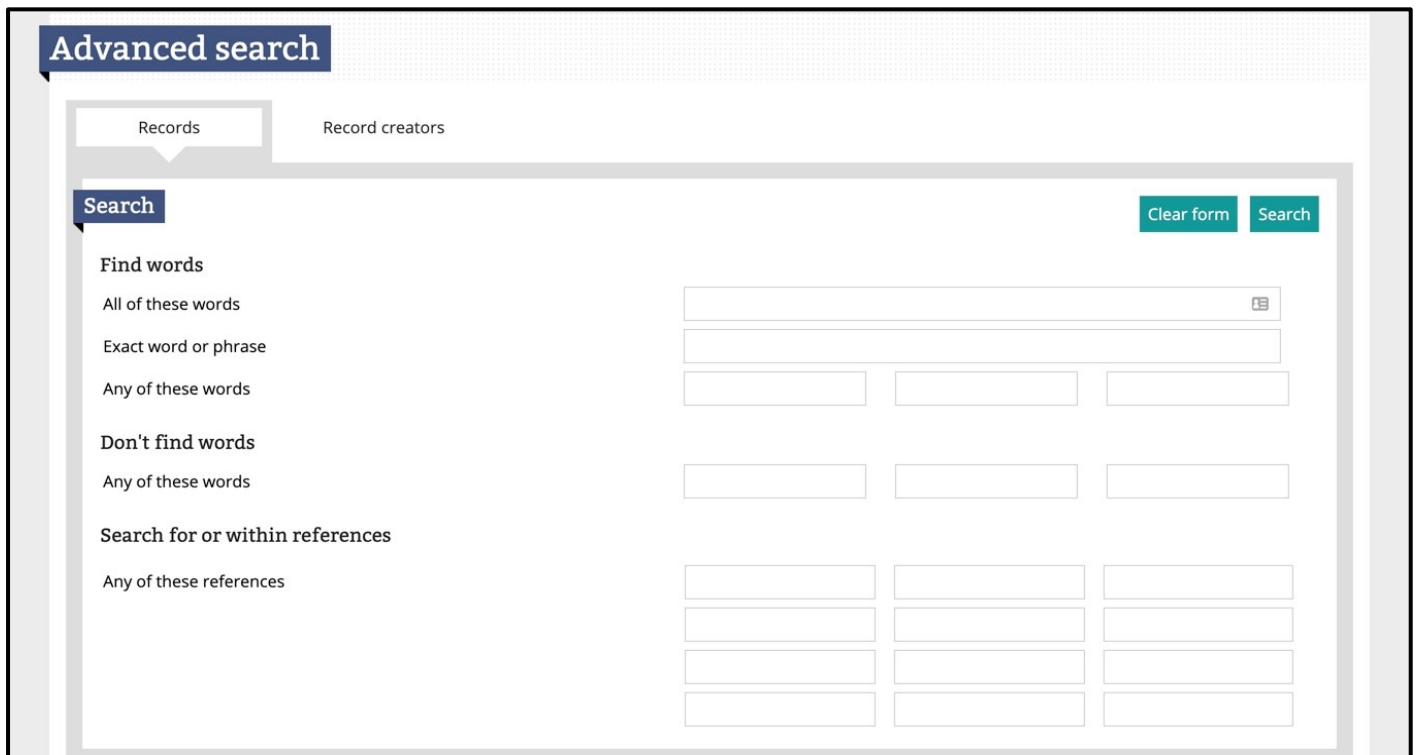 Advanced search
Records Record creators
Search
Clear form Search
Find words
All of these words
Exact word or phrase
Any of these words
Don't find words
Any of these words
Search for or within references
Any of these references